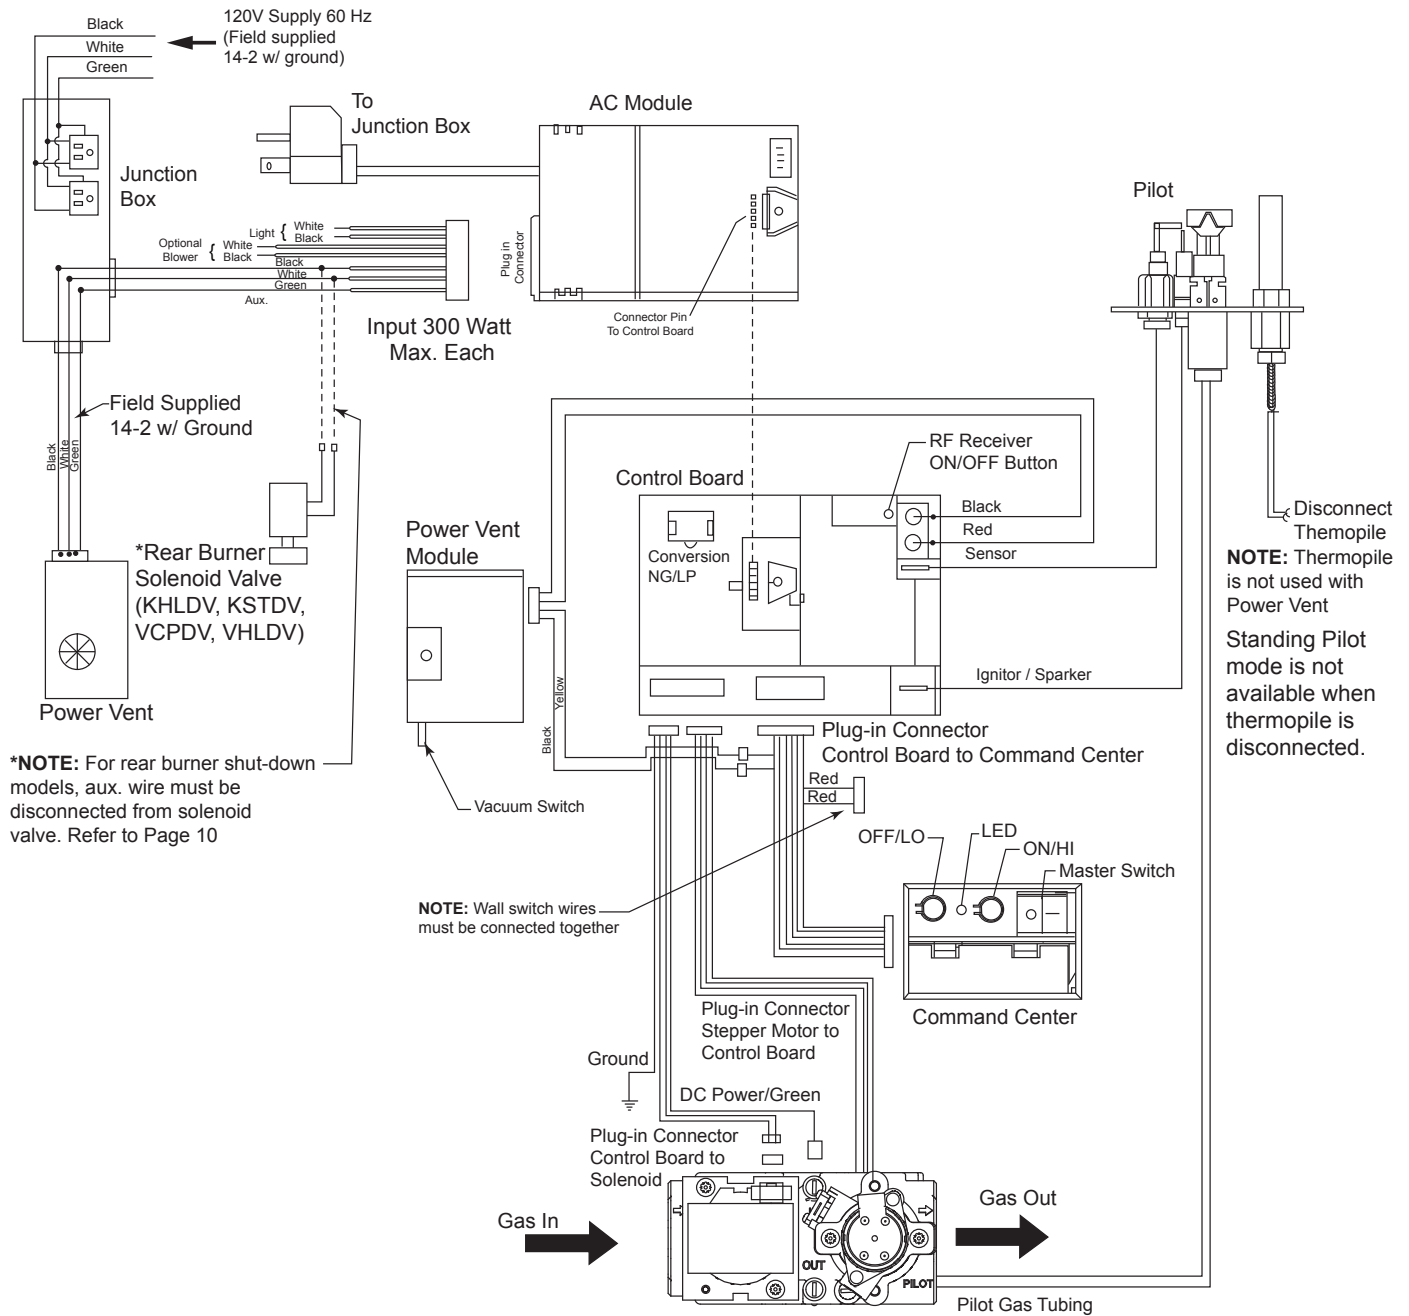 Black
White
Green
120V Supply 60 Hz
(Field supplied
14-2 w/ ground)
Junction
Box
To
Junction Box
AC Module
Plug in
Connector
Connector Pin
To Control Board
Light { White
Black
Optional
Blower { White
Black
Black
White
Green
Aux.
Input 300 Watt
Max. Each
Field Supplied
14-2 w/ Ground
Black
White
Green
*Rear Burner
Solenoid Valve
(KHLDV, KSTDV,
VCPDV, VHLDV)
Power Vent
*NOTE: For rear burner shut-down
models, aux. wire must be
disconnected from solenoid
valve. Refer to Page 10
Power Vent
Module
Vacuum Switch
Yellow
Black
Control Board
Conversion
NG/LP
RF Receiver
ON/OFF Button
Black
Red
Sensor
Ignitor / Sparker
Pilot
Disconnect
Themopile
NOTE: Thermopile
is not used with
Power Vent
Standing Pilot
mode is not
available when
thermopile is
disconnected.
Plug-in Connector
Control Board to Command Center
Red
Red
NOTE: Wall switch wires
must be connected together
OFF/LO
LED
ON/HI
Master Switch
Command Center
Plug-in Connector
Stepper Motor to
Control Board
Ground
DC Power/Green
Plug-in Connector
Control Board to
Solenoid
Gas In
Gas Out
OUT
PILOT
Pilot Gas Tubing